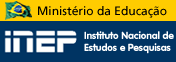 Ministério da Educação
INEP Instituto Nacional de
Estudos e Pesquisas